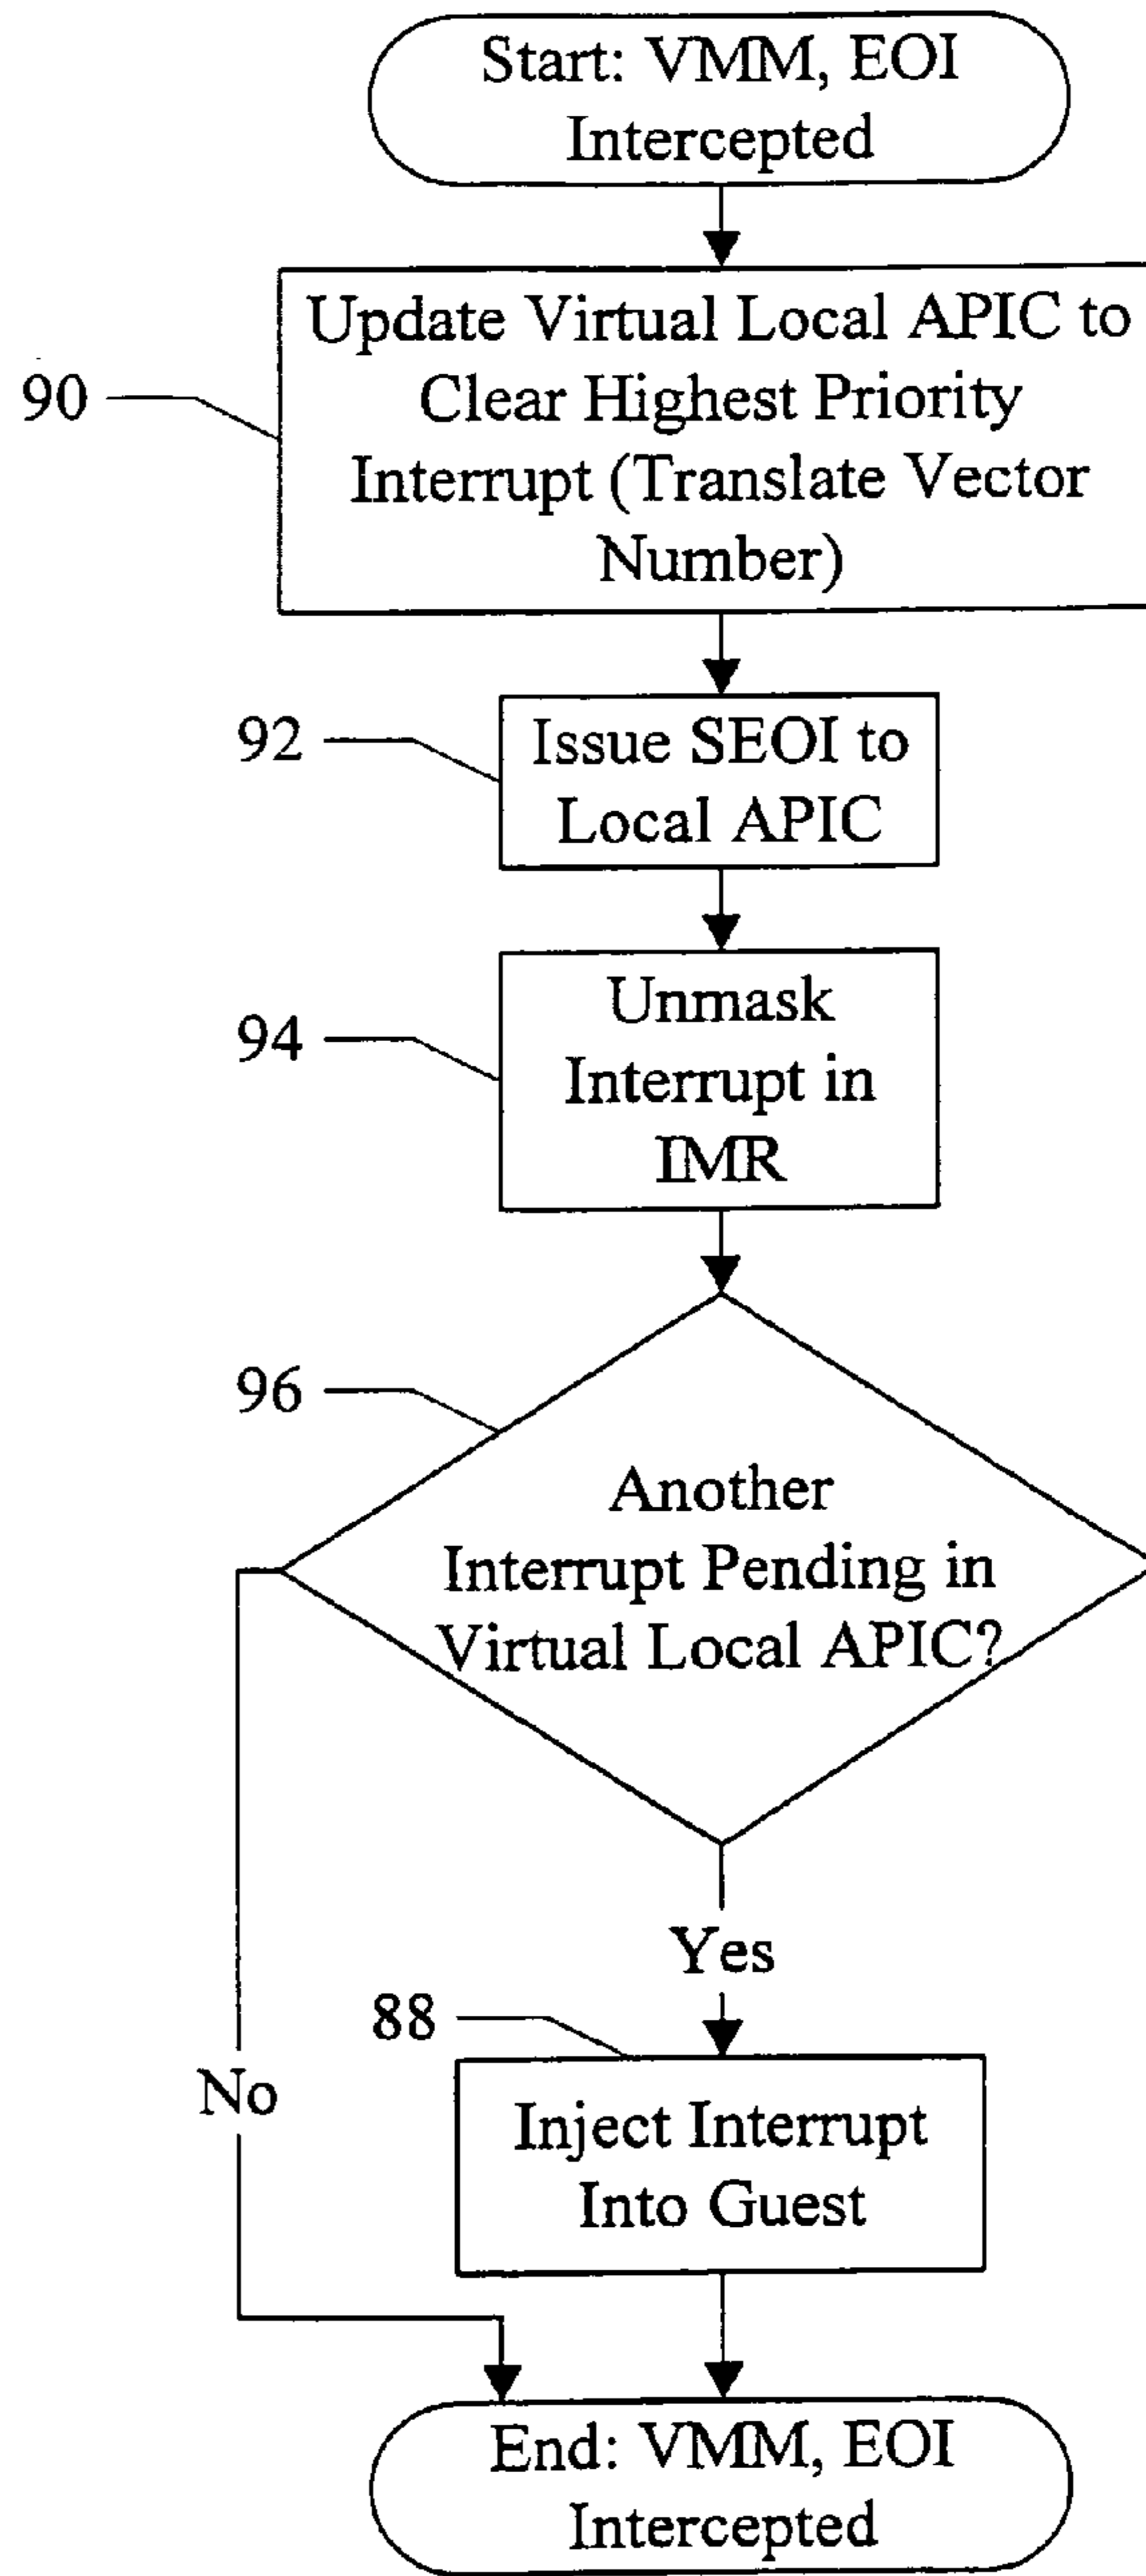 Start: VMM, EOI
Intercepted
Update Virtual Local APIC to
Clear Highest Priority
Interrupt (Translate Vector
Number)
90
92
Issue SEOI to
Local APIC
94
Unmask
Interrupt in
IMR
96
Another
Interrupt Pending in
Virtual Local APIC?
Yes
88
No
Inject Interrupt
Into Guest
End: VMM, EOI
Intercepted